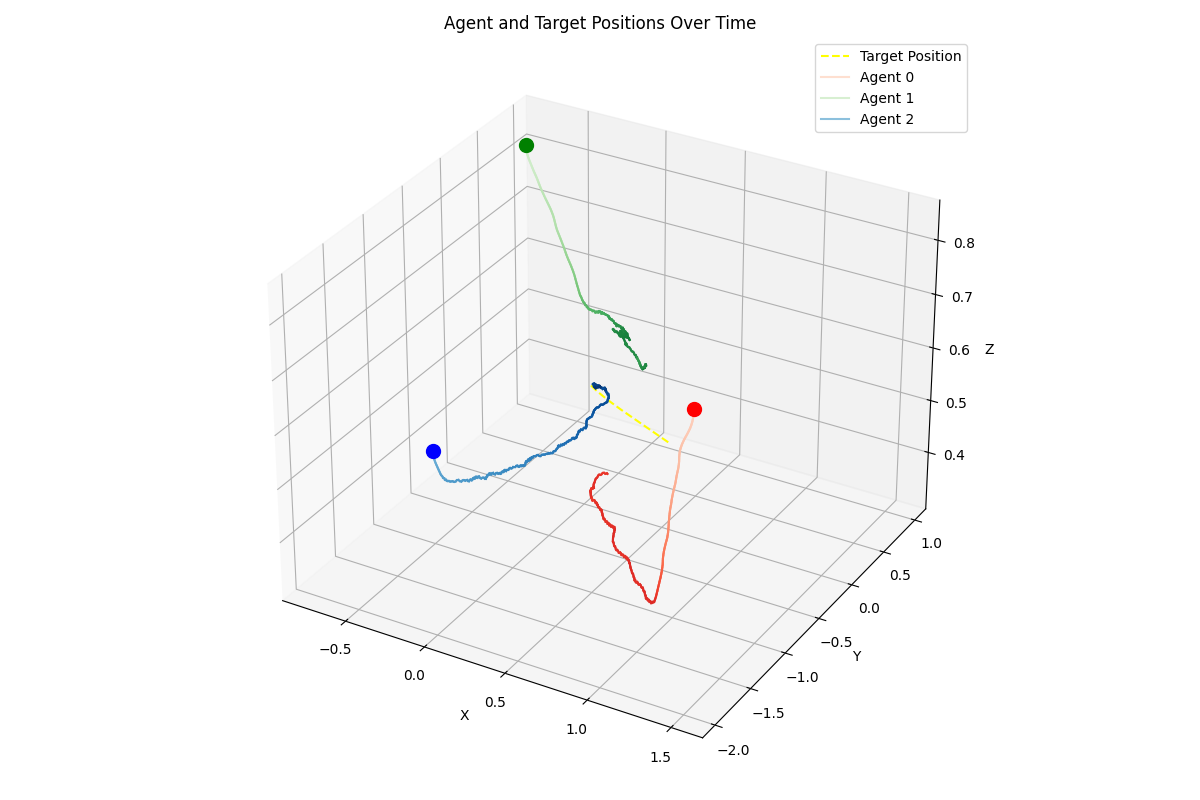 Agent and Target Positions Over Time
Target Position
Agent 0
Agent 1
Agent 2
0.8
0.7
0.6
0.5
0.4
Z
1.0
0.5
0.0
−0.5
−1.0
−1.5
−2.0
Y
−0.5
0.0
0.5
1.0
1.5
X